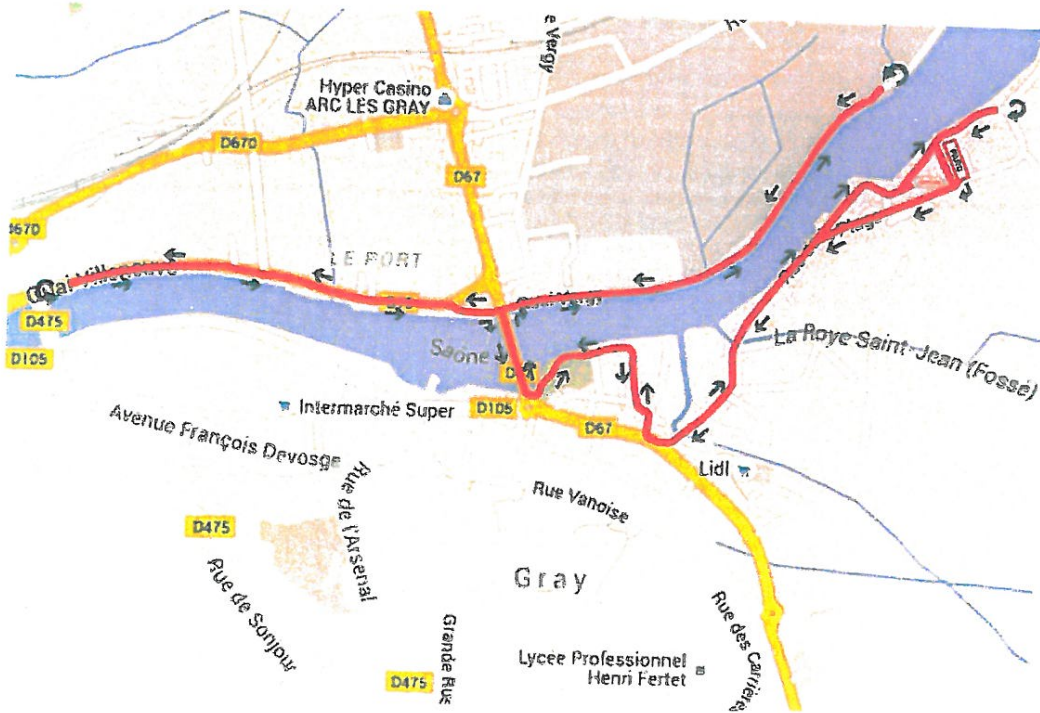 e Vergy
Hyper Casino
ARC LES GRAY
D670
D67
D670
LE PORT
D475
D105
Saône
La Roye Saint-Jean (Fossé)
Intermarché Super
D105
D67
Avenue François Devosge
Lidl
Rue de l'Arsenal
Rue Vanoise
D475
Gray
Rue de Sonjour
Grande Rue
Rue des Carrières
Lycée Professionnel
Henri Fertet
D475